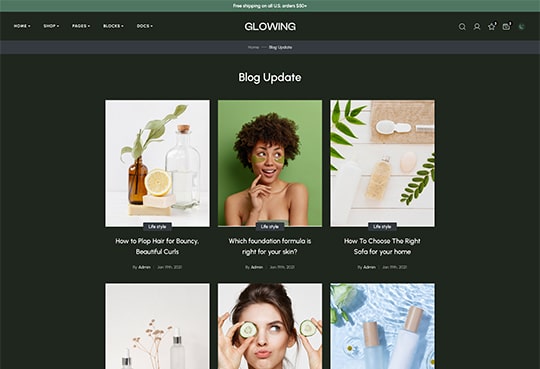 Free shipping on all U.S. orders $50+
HOME
SHOP
PAGES
BLOCKS
DOCS
GLOWING
Home
Blog Update
Blog Update
Life style
How to Plop Hair for Bouncy,
Beautiful Curls
By Admin | Jan 19th, 2021
Life style
Which foundation formula is
right for your skin?
By Admin | Jan 19th, 2021
Life style
How To Choose The Right
Sofa for your home
By Admin | Jan 19th, 2021